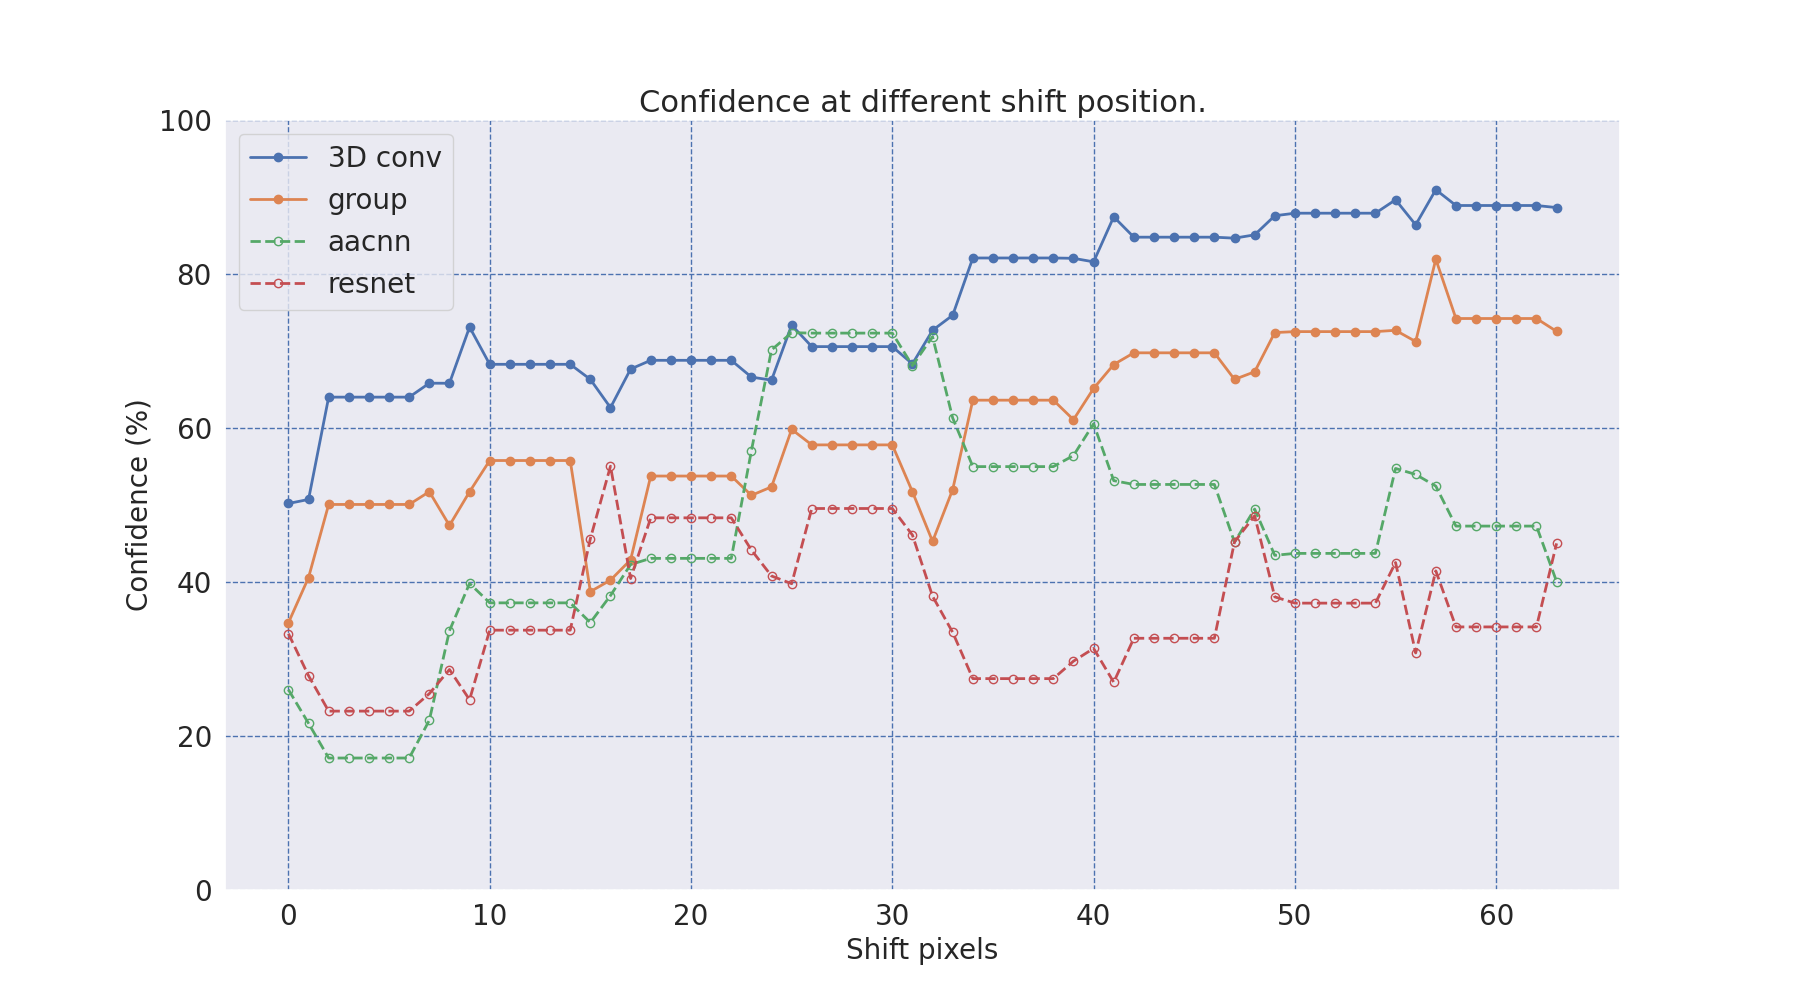 Confidence at different shift position.
100
80
60
40
20
0
Confidence (%)
3D conv
group
aacnn
resnet
0 10 20 30 40 50 60
Shift pixels